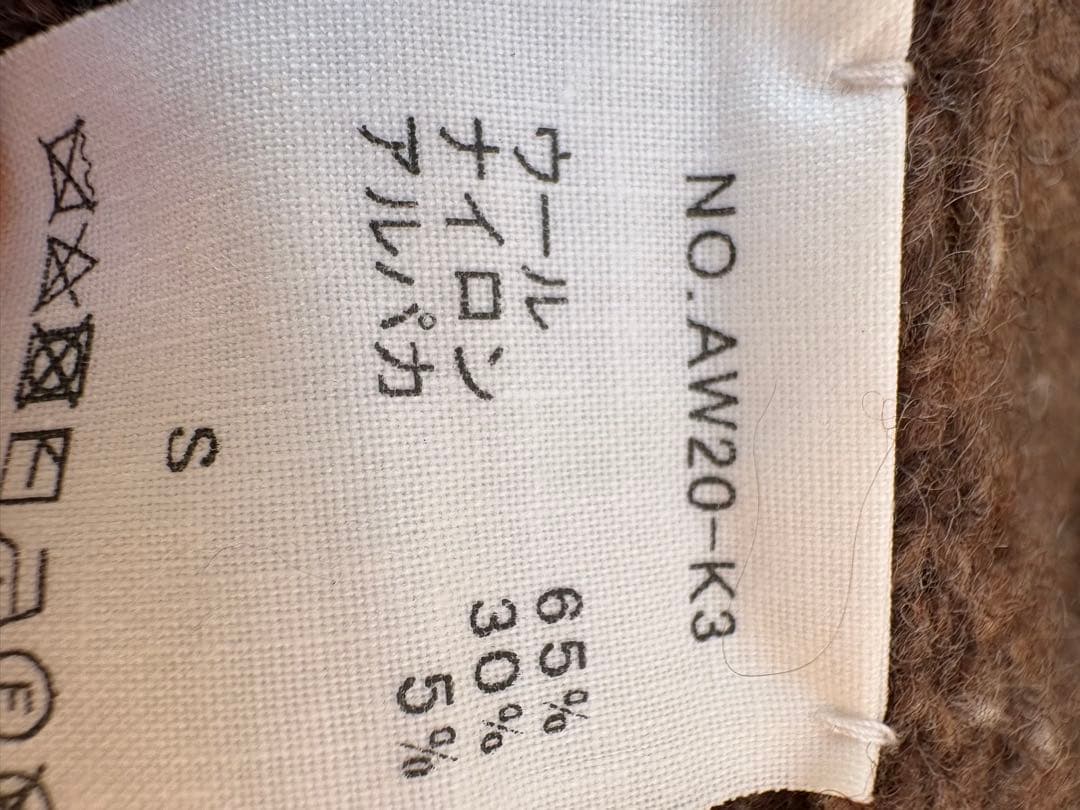 NO.AW20-K3
ウール 65%
ナイロン 30%
アルパカ 5%
S
F